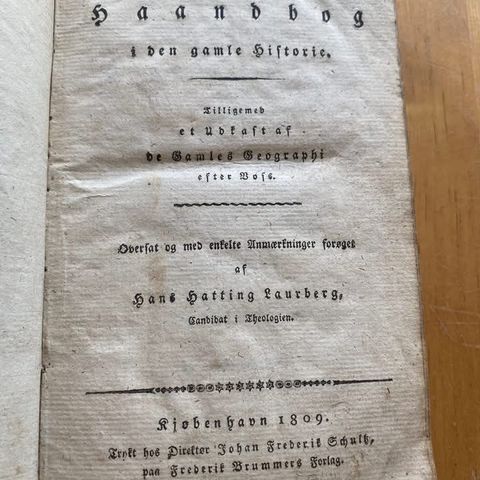 Haandbog
i den gamle Historie.
Tilligemed
et Udkast af
de Gamles Geographi
efter Voss.
Oversat og med enkelte Anmærkninger forøget
af
Hans Hatting Laurberg,
Candidat i Theologien.
Kjøbenhavn 1809.
Trykt hos Direktør Johan Frederik Schultz,
paa Frederik Brummers Forlag.